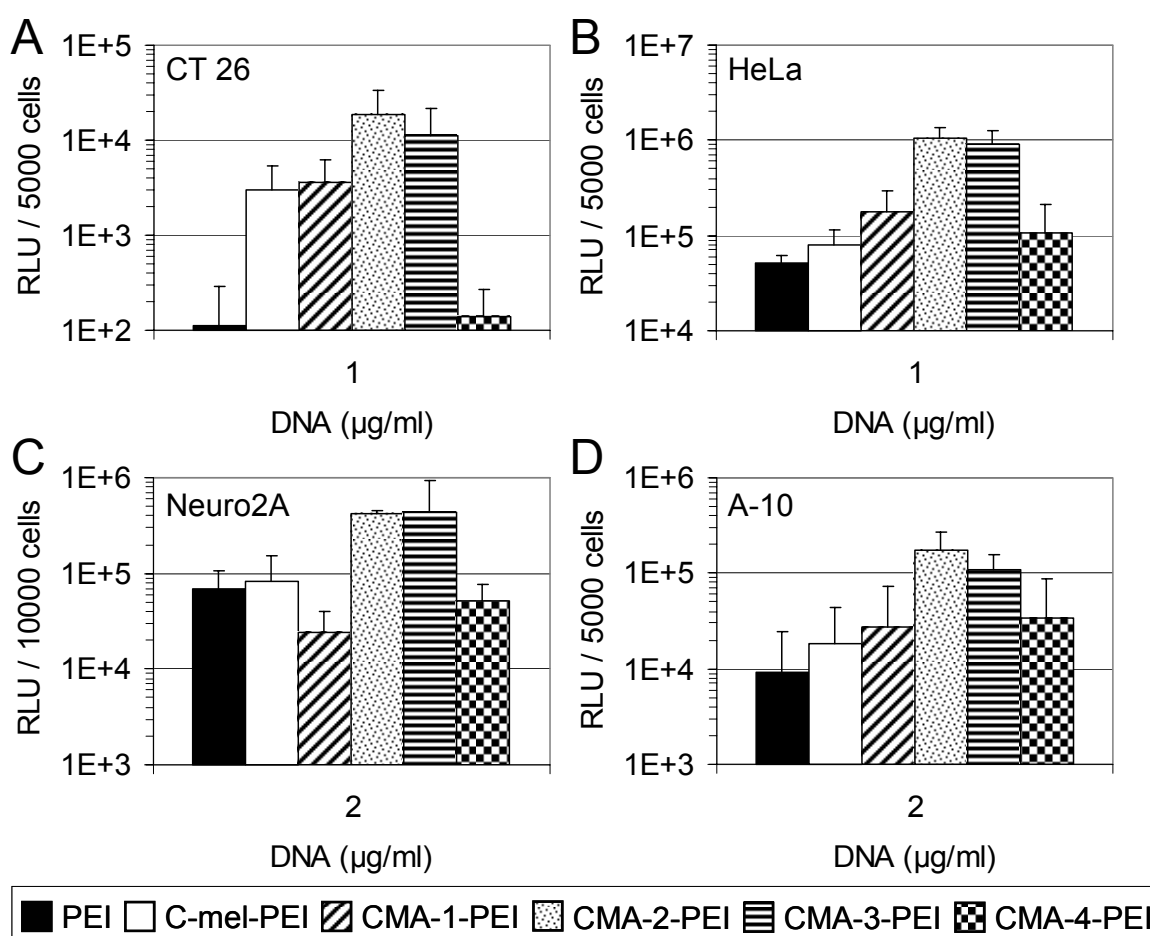 A
1E+5
1E+4
1E+3
1E+2
RLU / 5000 cells
CT 26
1
DNA (µg/ml)
B
1E+7
1E+6
1E+5
1E+4
RLU / 5000 cells
HeLa
1
DNA (µg/ml)
C
1E+6
1E+5
1E+4
1E+3
RLU / 10000 cells
Neuro2A
2
DNA (µg/ml)
D
1E+6
1E+5
1E+4
1E+3
RLU / 5000 cells
A-10
2
DNA (µg/ml)
PEI C-mel-PEI CMA-1-PEI CMA-2-PEI CMA-3-PEI CMA-4-PEI